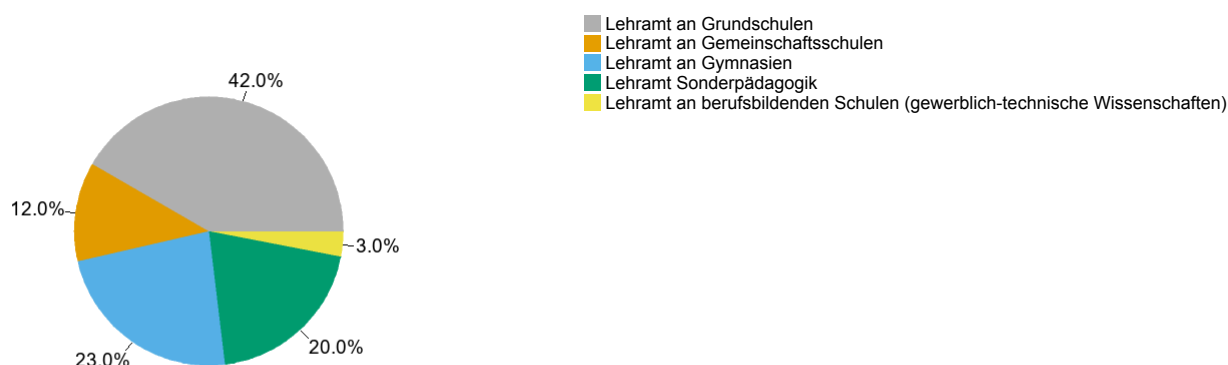 Lehramt an Grundschulen
Lehramt an Gemeinschaftsschulen
Lehramt an Gymnasien
Lehramt Sonderpädagogik
Lehramt an berufsbildenden Schulen (gewerblich-technische Wissenschaften)
42.0%
12.0%
3.0%
20.0%
23.0%